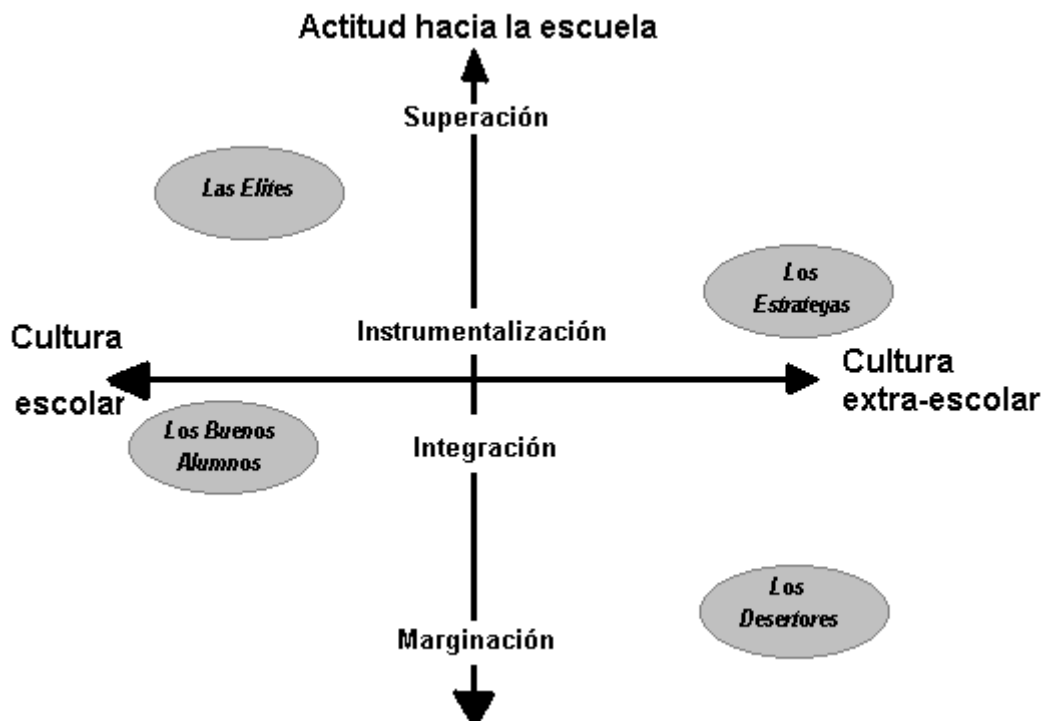 Actitud hacia la escuela
Superación
Las Elites
Los
Estrategas
Instrumentalización
Cultura
escolar
Cultura
extra-escolar
Los Buenos
Alumnos
Integración
Los
Desertores
Marginación